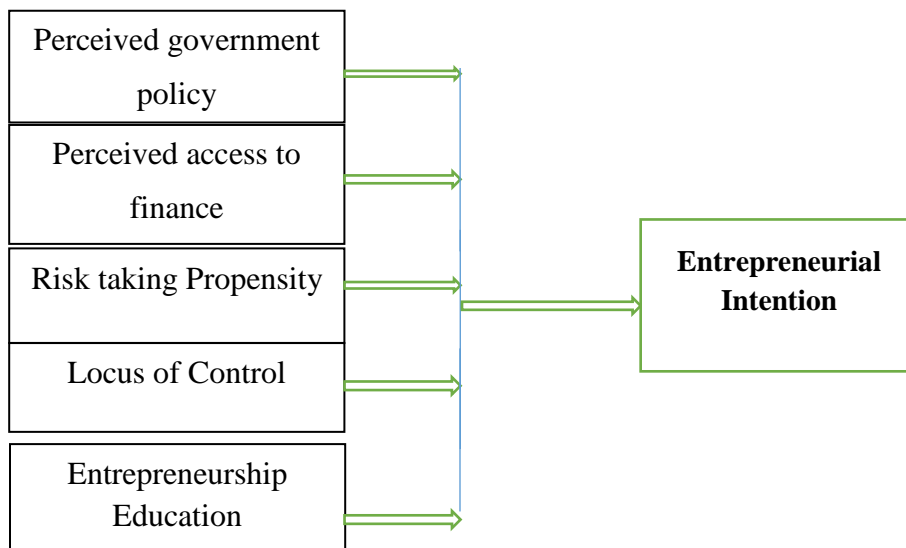 Perceived government
policy
Perceived access to
finance
Risk taking Propensity
Locus of Control
Entrepreneurship
Education
Entrepreneurial
Intention